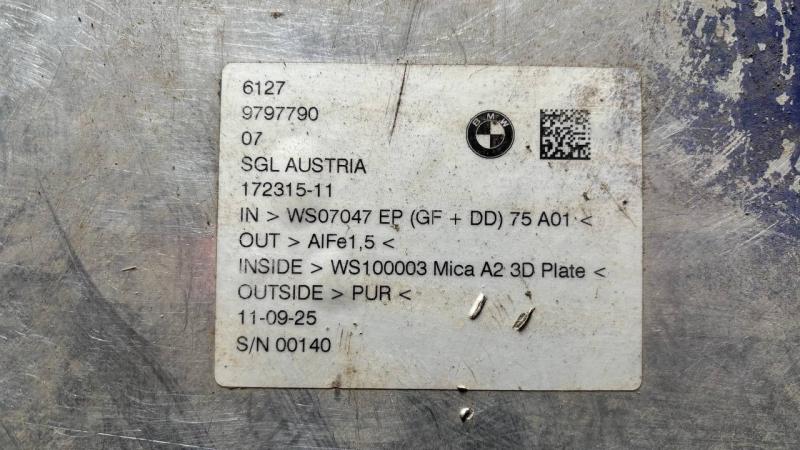 6127
9797790
07
SGL AUSTRIA
172315-11
IN > WS07047 EP (GF + DD) 75 A01 <
OUT > AlFe1,5 <
INSIDE > WS100003 Mica A2 3D Plate <
OUTSIDE > PUR <
11-09-25
S/N 00140
BMW